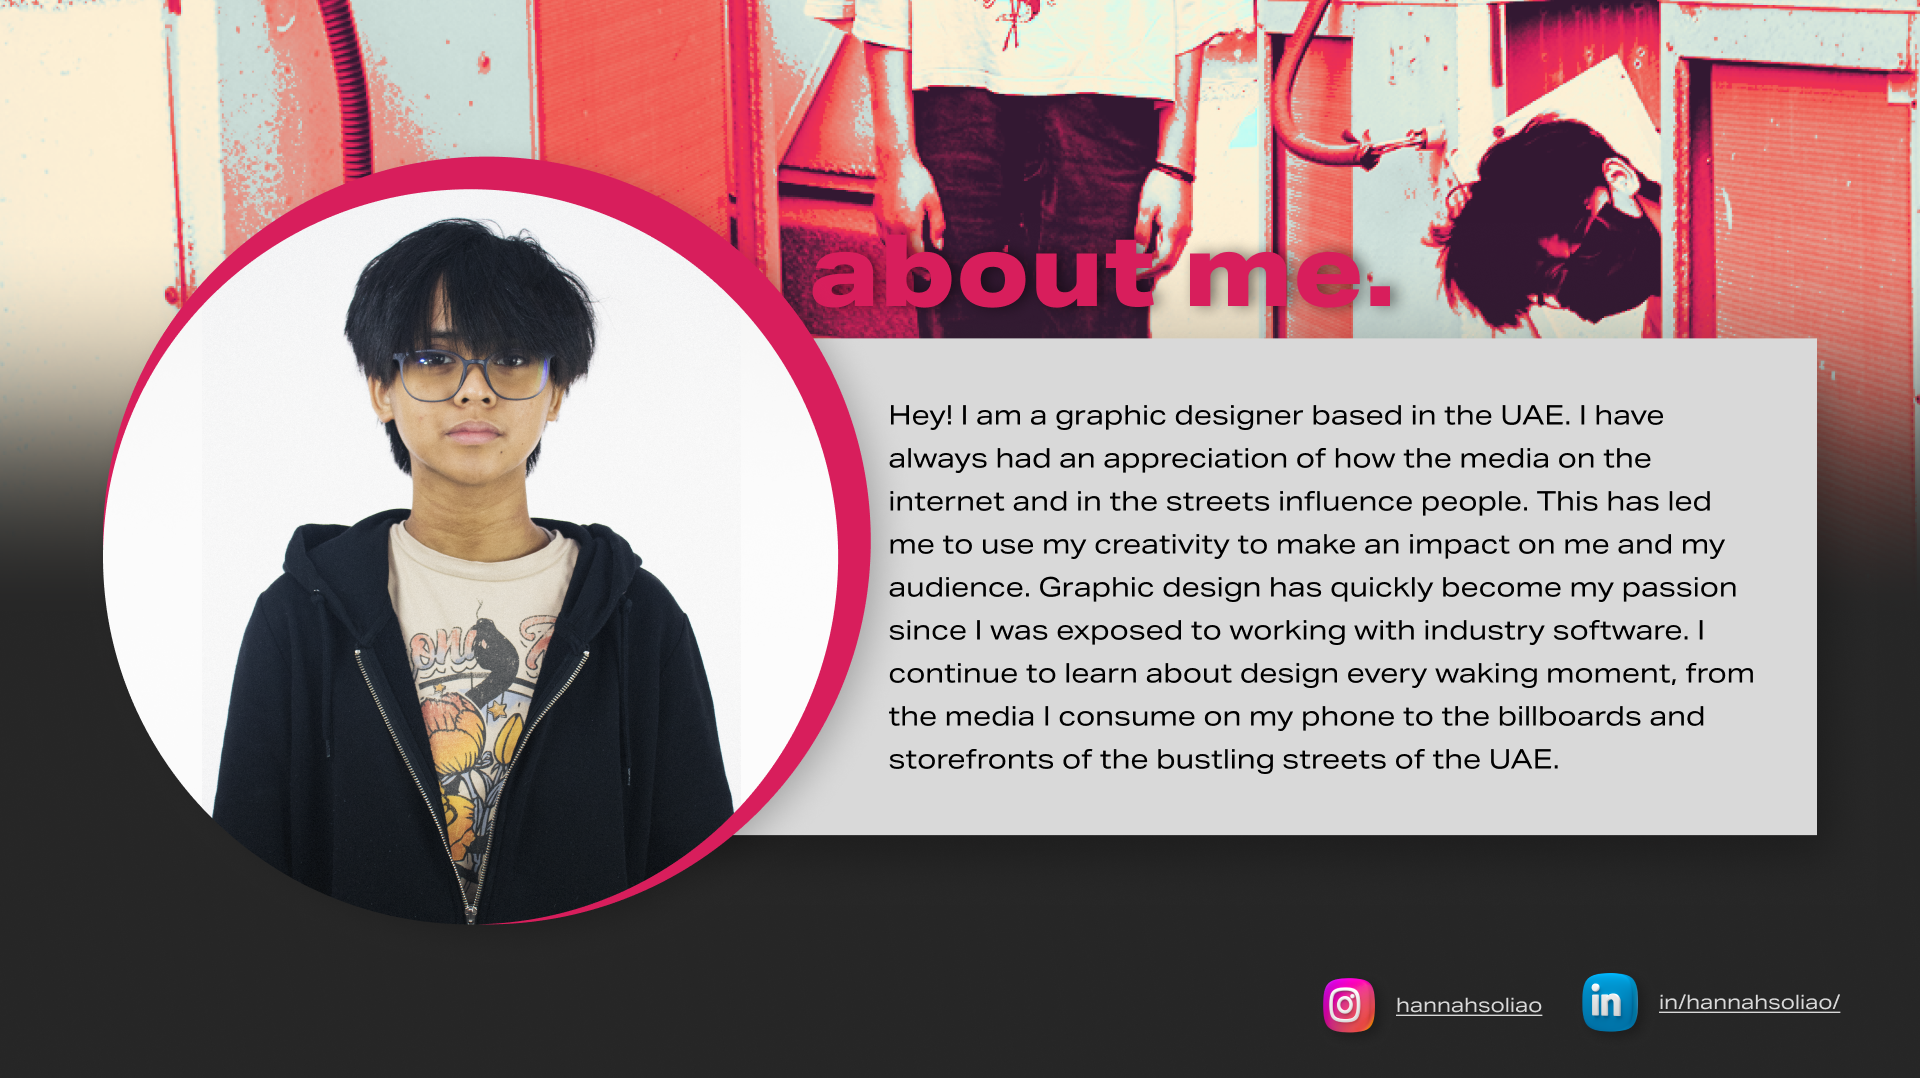 about me.
Hey! I am a graphic designer based in the UAE. I have
always had an appreciation of how the media on the
internet and in the streets influence people. This has led
me to use my creativity to make an impact on me and my
audience. Graphic design has quickly become my passion
since I was exposed to working with industry software. I
continue to learn about design every waking moment, from
the media I consume on my phone to the billboards and
storefronts of the bustling streets of the UAE.
hannahsoliao
in
in/hannahsoliao/